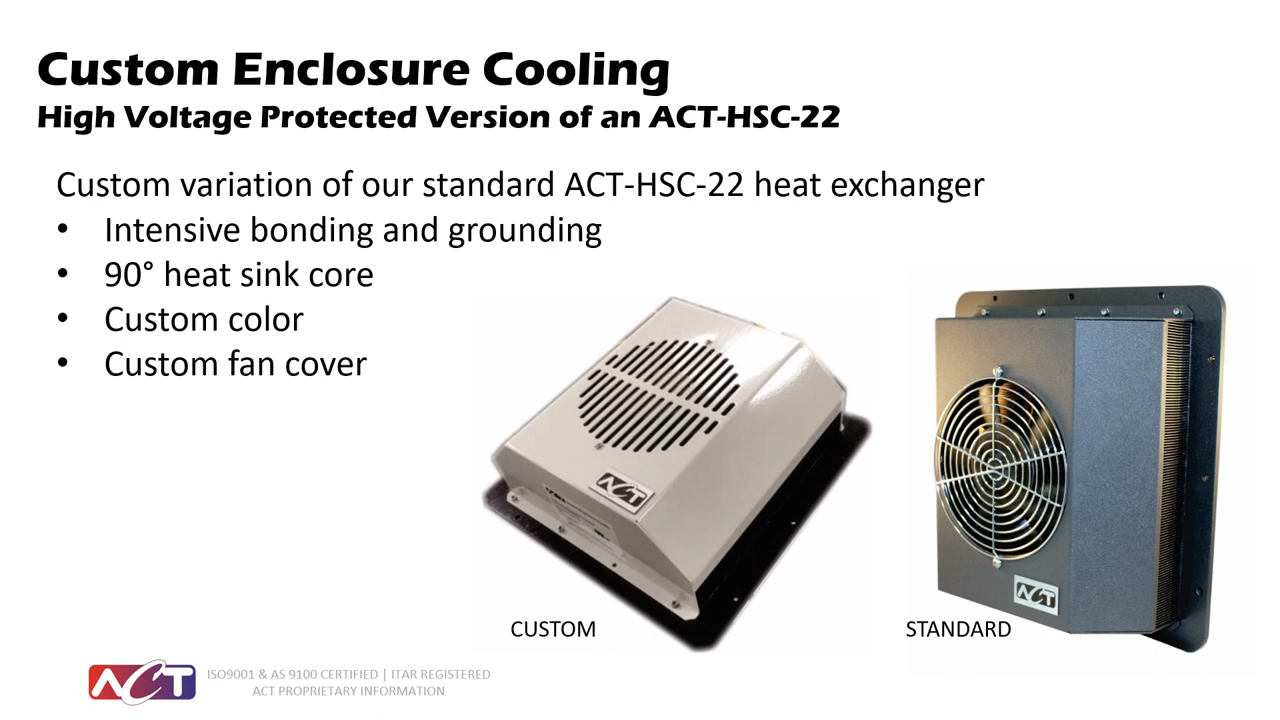 Custom Enclosure Cooling
High Voltage Protected Version of an ACT-HSC-22
Custom variation of our standard ACT-HSC-22 heat exchanger
• Intensive bonding and grounding
• 90° heat sink core
• Custom color
• Custom fan cover
ACT
ACT
CUSTOM
STANDARD
ACT
ISO9001 & AS 9100 CERTIFIED | ITAR REGISTERED
ACT PROPRIETARY INFORMATION